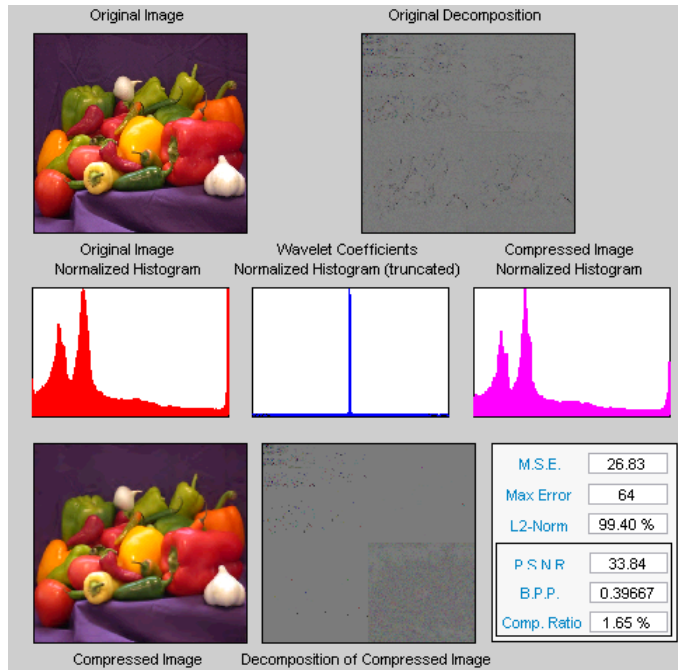 Original Image
Original Decomposition
Original Image
Normalized Histogram
Wavelet Coefficients
Normalized Histogram (truncated)
Compressed Image
Normalized Histogram
M.S.E. 26.83
Max Error 64
L2-Norm 99.40 %
P.S.N.R. 33.84
B.P.P. 0.39667
Comp. Ratio 1.65 %
Compressed Image
Decomposition of Compressed Image